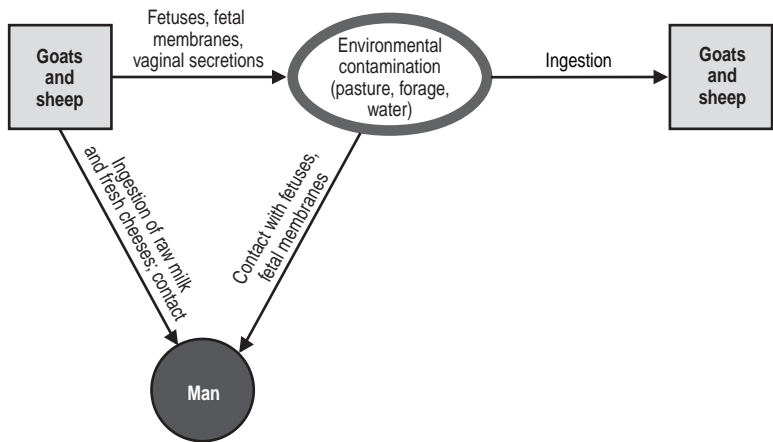 Goats
and
sheep
Fetuses, fetal
membranes,
vaginal secretions
Environmental
contamination
(pasture, forage,
water)
Ingestion
Goats
and
sheep
Ingestion of raw milk
and fresh cheeses; contact
Contact with fetuses,
fetal membranes
Man